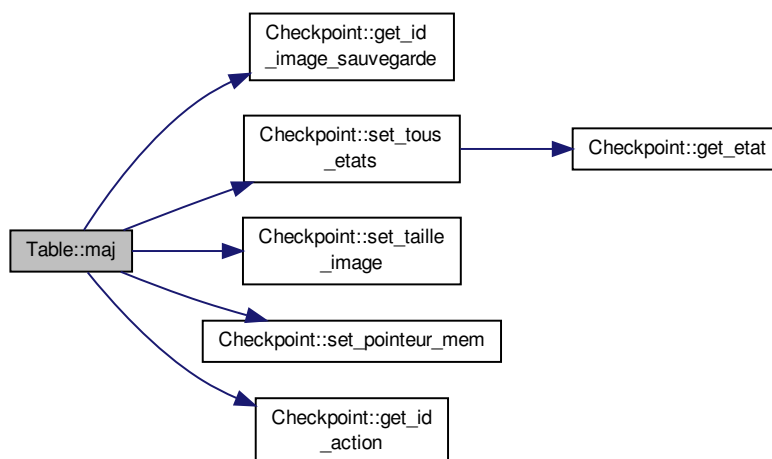 Checkpoint::get_id
_image_sauvegarde
Checkpoint::set_tous
_etats
Checkpoint::get_etat
Table::maj
Checkpoint::set_taille
_image
Checkpoint::set_pointeur_mem
Checkpoint::get_id
_action